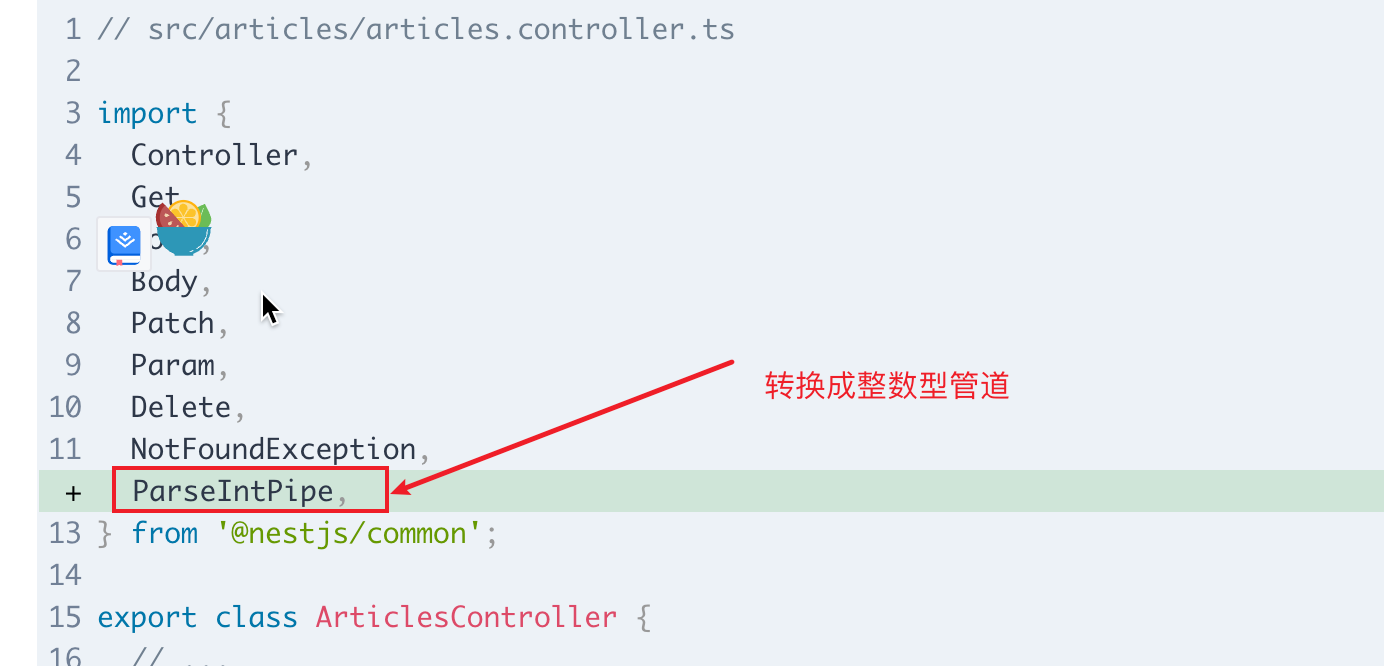 1 // src/articles/articles.controller.ts
2
3 import {
4 Controller,
5 Get
6
7 Body,
8 Patch,
9 Param,
转换成整数型管道
10 Delete,
11 NotFoundException,
+ ParseIntPipe,
13 } from '@nestjs/common';
14
15 export class ArticlesController {
16 // ...